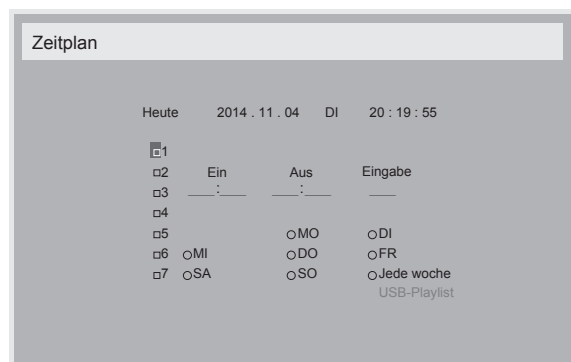 Zeitplan
Heute 2014 . 11 . 04 DI 20 : 19 : 55
1
2 Ein Aus Eingabe
3 ___:___ ___:___ ___
4
5 MO DI
6 MI DO FR
7 SA SO Jede woche
USB-Playlist